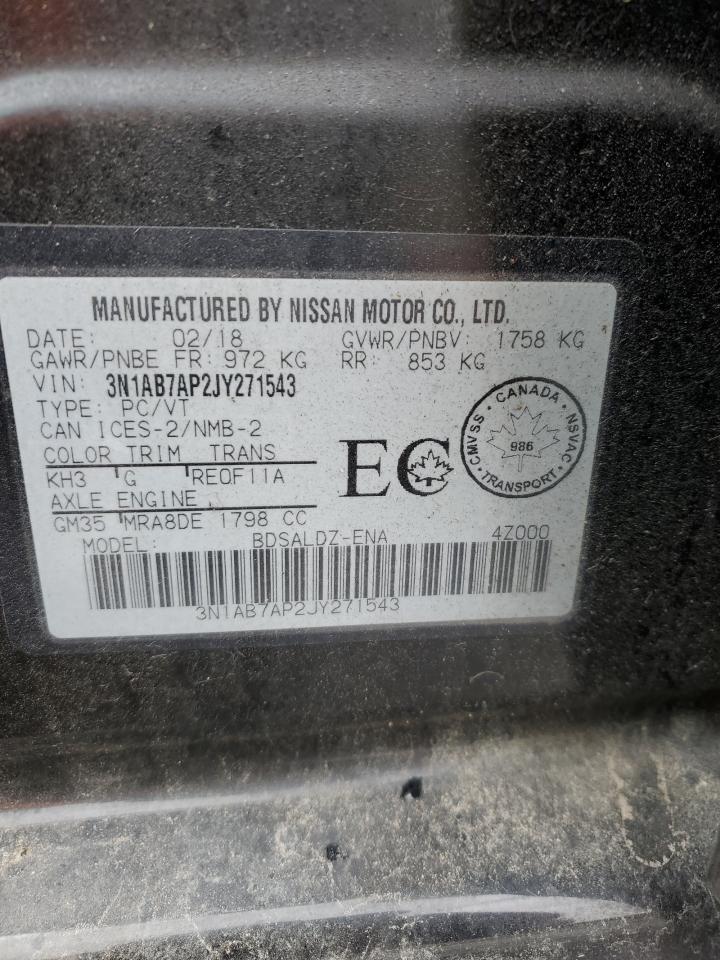 MANUFACTURED BY NISSAN MOTOR CO., LTD.
DATE: 02/18 GVWR/PNBV: 1758 KG
GAWR/PNBE FR: 972 KG RR: 853 KG
VIN: 3N1AB7AP2JY271543
TYPE: PC/VT
CAN ICES-2/NMB-2
COLOR TRIM TRANS
KH3 G RE0F11A
AXLE ENGINE
GM35 MRA8DE 1798 CC
EC
CANADA
CMVSS · NSVAC
986
TRANSPORT
MODEL: BDSALDZ-ENA 4Z000
3N1AB7AP2JY271543